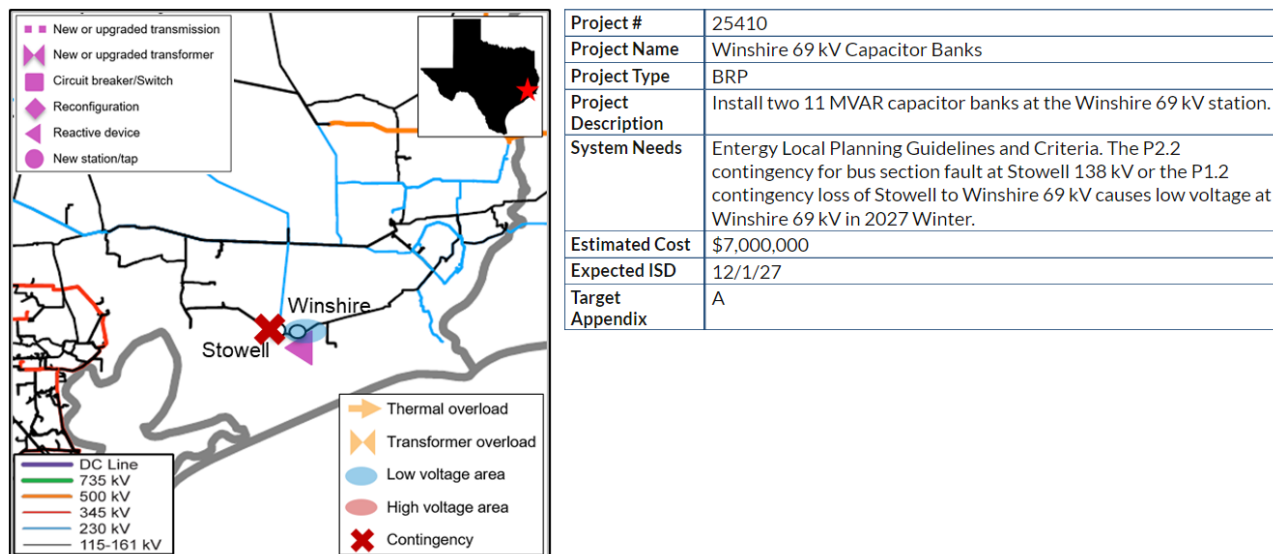 New or upgraded transmission
New or upgraded transformer
Circuit breaker/Switch
Reconfiguration
Reactive device
New station/tap
Winshire
Stowell
DC Line
735 kV
500 kV
345 kV
230 kV
115-161 kV
Thermal overload
Transformer overload
Low voltage area
High voltage area
Contingency
Project # 25410
Project Name Winshire 69 kV Capacitor Banks
Project Type BRP
Project Install two 11 MVAR capacitor banks at the Winshire 69 kV station.
Description
System Needs Entergy Local Planning Guidelines and Criteria. The P2.2
contingency for bus section fault at Stowell 138 kV or the P1.2
contingency loss of Stowell to Winshire 69 kV causes low voltage at
Winshire 69 kV in 2027 Winter.
Estimated Cost $7,000,000
Expected ISD 12/1/27
Target A
Appendix